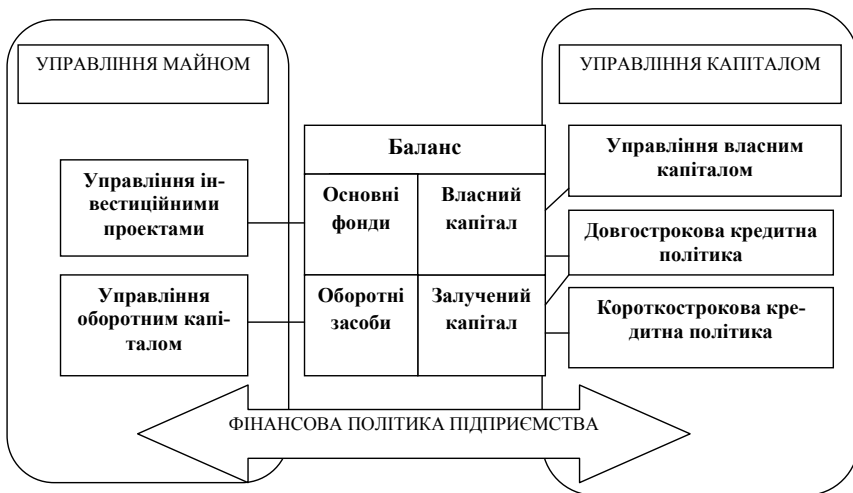 УПРАВЛІННЯ МАЙНОМ
УПРАВЛІННЯ КАПІТАЛОМ
Баланс
Управління ін-
вестиційними
проектами
Основні
фонди
Власний
капітал
Управління власним
капіталом
Довгострокова кредитна
політика
Управління
оборотним капі-
талом
Оборотні
засоби
Залучений
капітал
Короткострокова кре-
дитна політика
ФІНАНСОВА ПОЛІТИКА ПІДПРИЄМСТВА